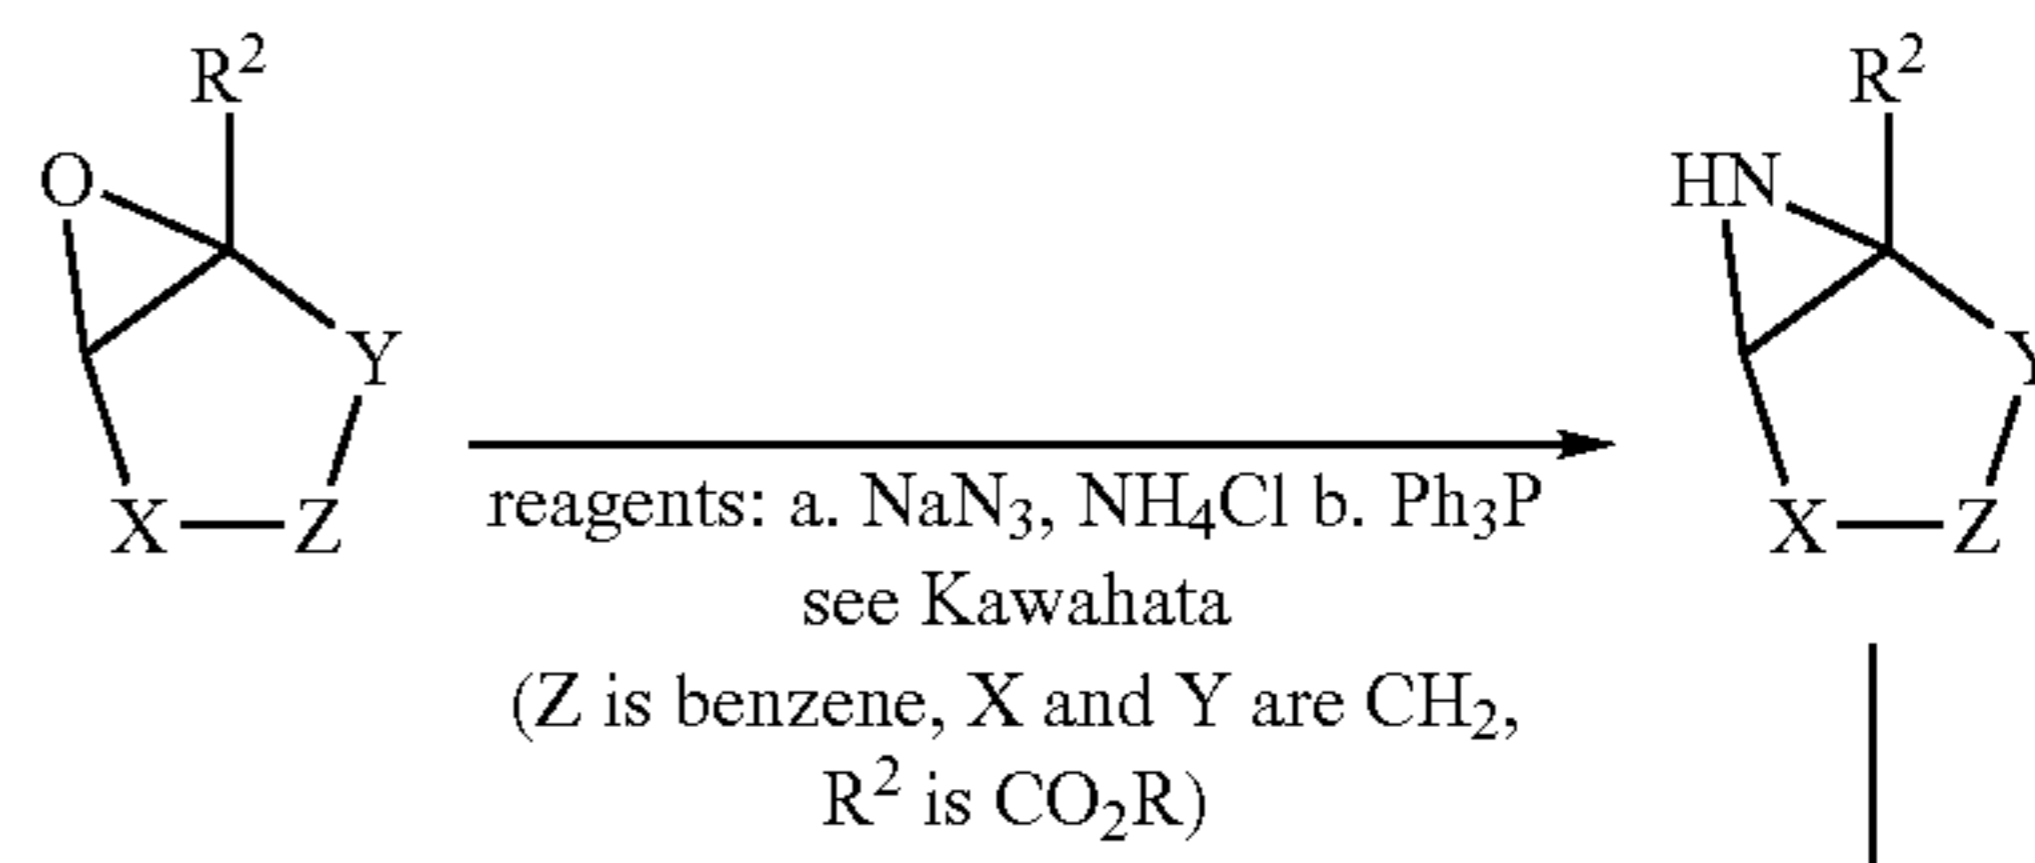 R² R²
O HN
Y Y
X Z X Z
reagents: a. NaN₃, NH₄Cl b. Ph₃P
see Kawahata
(Z is benzene, X and Y are CH₂,
R² is CO₂R)